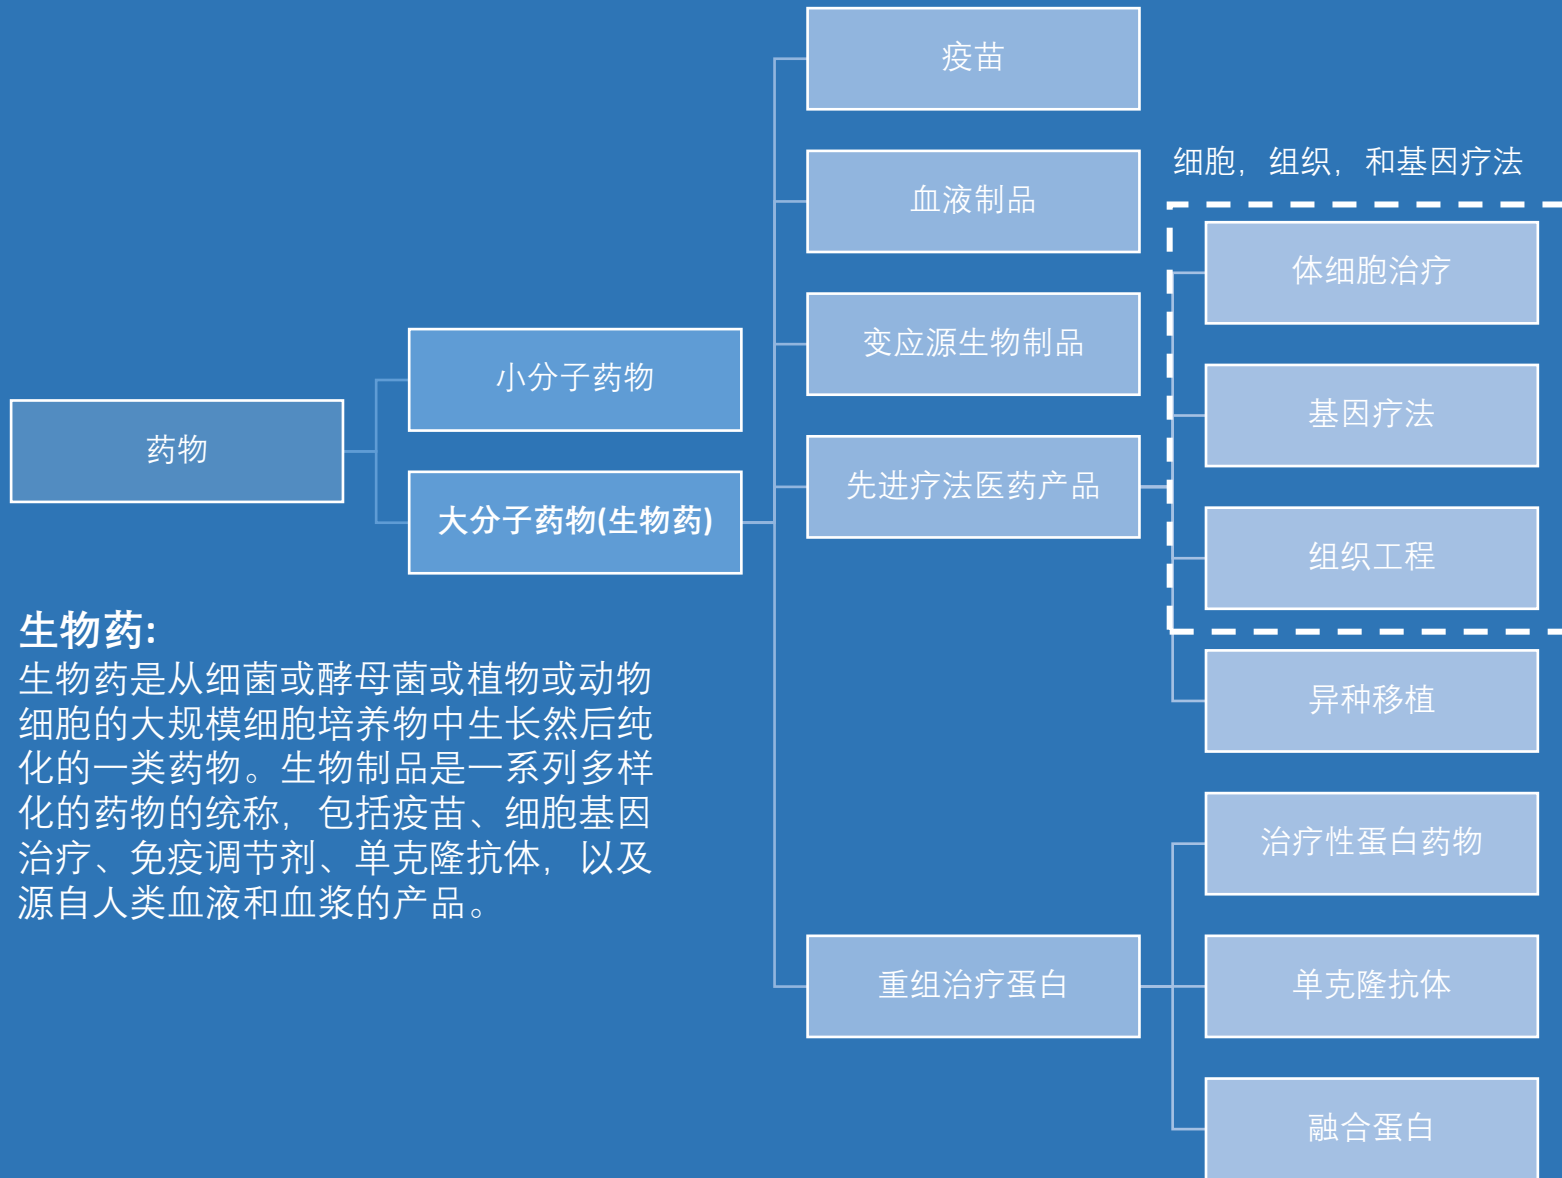 疫苗
细胞，组织，和基因疗法
血液制品
体细胞治疗
变应源生物制品
小分子药物
基因疗法
药物
先进疗法医药产品
大分子药物(生物药)
组织工程
生物药:
生物药是从细菌或酵母菌或植物或动物
细胞的大规模细胞培养物中生长然后纯
化的一类药物。生物制品是一系列多样
化的药物的统称，包括疫苗、细胞基因
治疗、免疫调节剂、单克隆抗体，以及
源自人类血液和血浆的产品。
异种移植
治疗性蛋白药物
重组治疗蛋白
单克隆抗体
融合蛋白